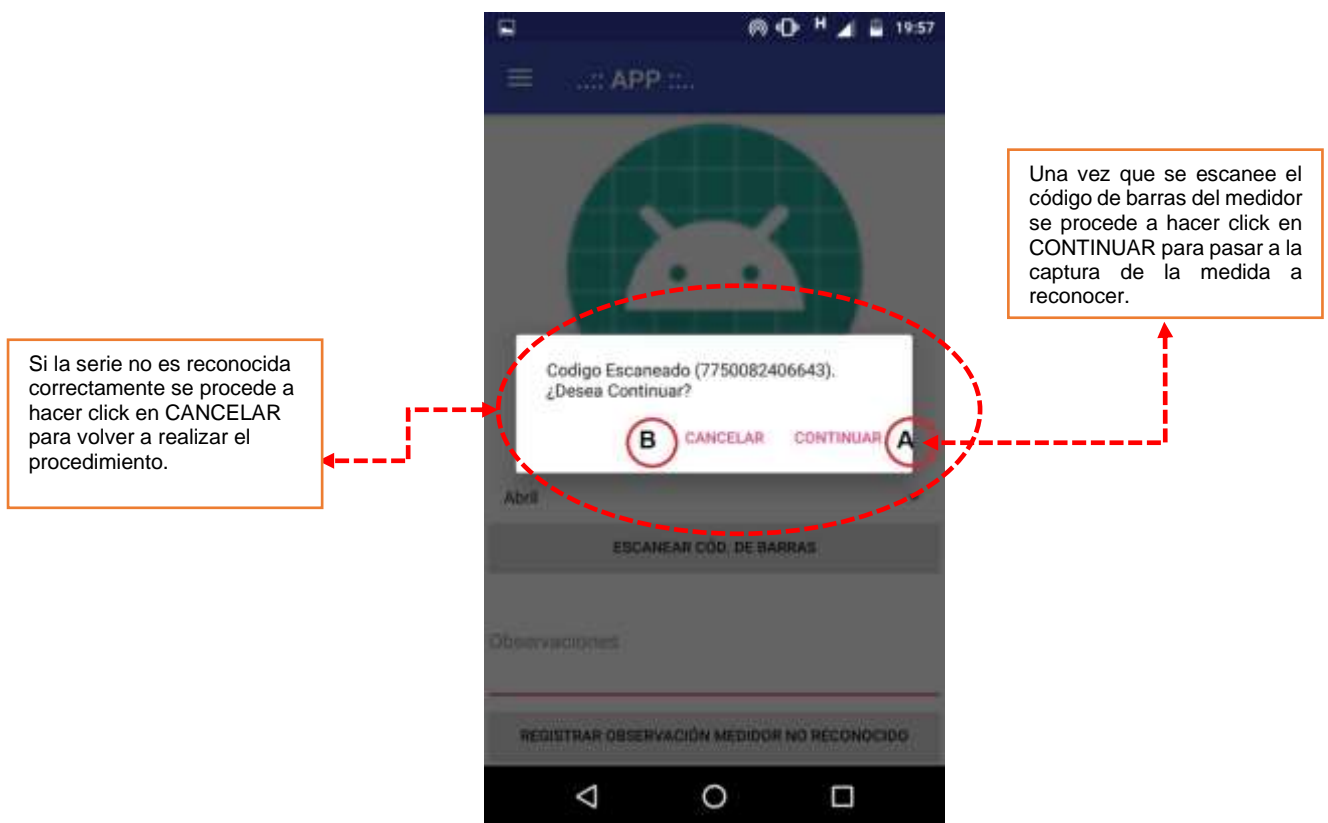 H 19:57
...:: APP ::...
Una vez que se escanee el
código de barras del medidor
se procede a hacer click en
CONTINUAR para pasar a la
captura de la medida a
reconocer.
Si la serie no es reconocida
correctamente se procede a
hacer click en CANCELAR
para volver a realizar el
procedimiento.
Codigo Escaneado (7750082406643).
¿Desea Continuar?
B CANCELAR CONTINUAR A
Abril
ESCANEAR CÓD. DE BARRAS
Observaciones
REGISTRAR OBSERVACIÓN MEDIDOR NO RECONOCIDO